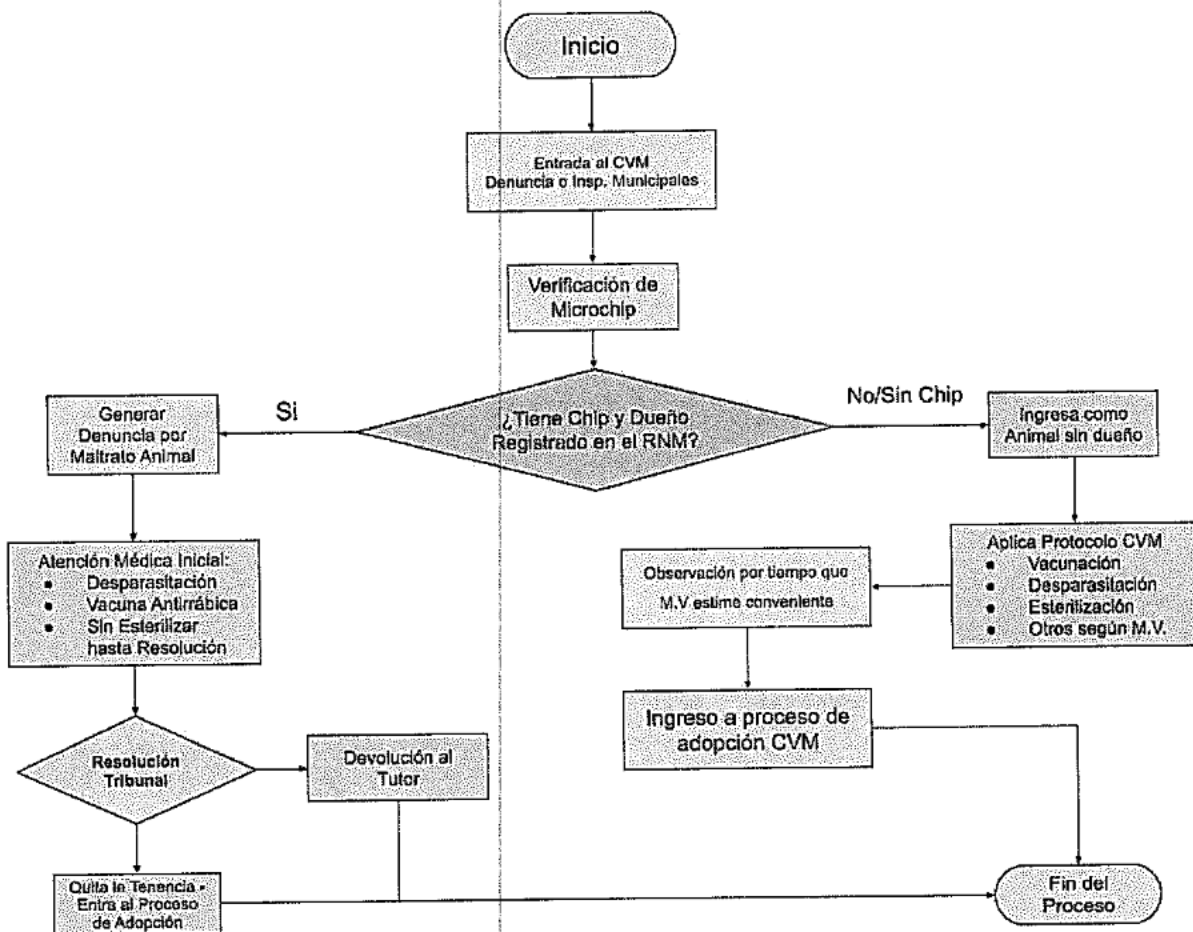 Inicio
Entrada al CVM
Denuncia o Insp. Municipales
Verificación de
Microchip
¿Tiene Chip y Dueño
Registrado en el RNM?
Si
No/Sin Chip
Generar
Denuncia por
Maltrato Animal
Atención Médica Inicial:
• Desparasitación
• Vacuna Antirrábica
• Sin Esterilizar
hasta Resolución
Resolución
Tribunal
Devolución al
Tutor
Quita la Tenencia -
Entra al Proceso
de Adopción
Ingresa como
Animal sin dueño
Aplica Protocolo CVM
• Vacunación
• Desparasitación
• Esterilización
• Otros según M.V.
Observación por tiempo que
M.V estime conveniente
Ingreso a proceso de
adopción CVM
Fin del
Proceso